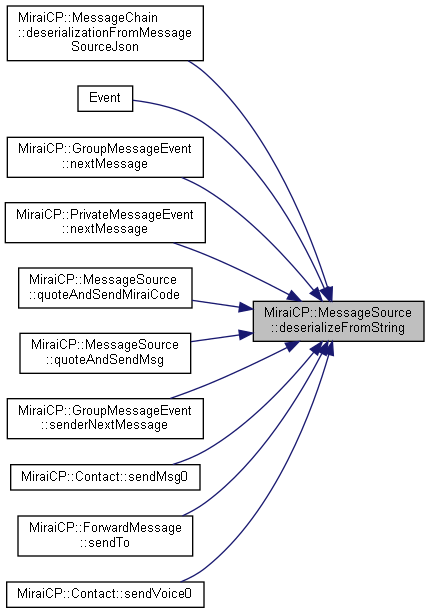 MiraiCP::MessageChain
::deserializationFromMessage
SourceJson
Event
MiraiCP::GroupMessageEvent
::nextMessage
MiraiCP::PrivateMessageEvent
::nextMessage
MiraiCP::MessageSource
::quoteAndSendMiraiCode
MiraiCP::MessageSource
::deserializeFromString
MiraiCP::MessageSource
::quoteAndSendMsg
MiraiCP::GroupMessageEvent
::senderNextMessage
MiraiCP::Contact::sendMsg0
MiraiCP::ForwardMessage
::sendTo
MiraiCP::Contact::sendVoice0